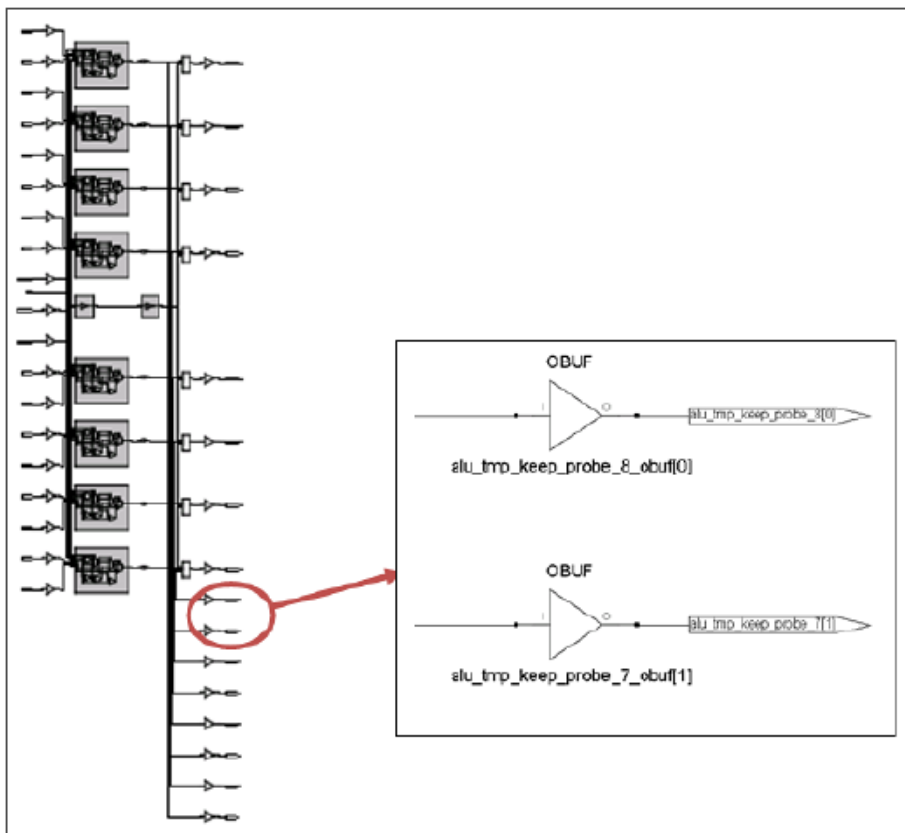 OBUF
alu_tmp_keep_probe_8[0]
alu_tmp_keep_probe_8_obuf[0]
OBUF
alu_tmp_keep_probe_7[1]
alu_tmp_keep_probe_7_obuf[1]